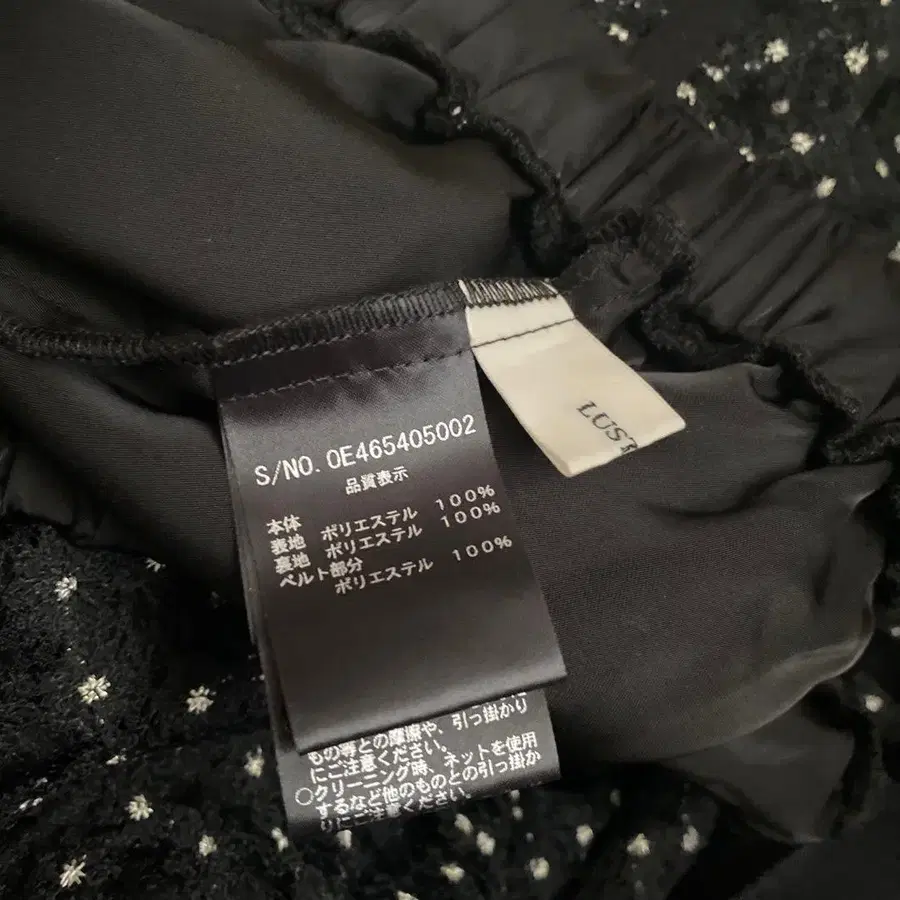 S/NO. 0E465405002
品質表示
本体
表地 ポリエステル 100%
裏地 ポリエステル 100%
ベルト部分
ポリエステル 100%
LUST
もの等との摩擦や、引っ掛かり
にご注意ください。
○クリーニング時、ネットを使用
するなど他のものとの引っ掛か
りにご注意ください。